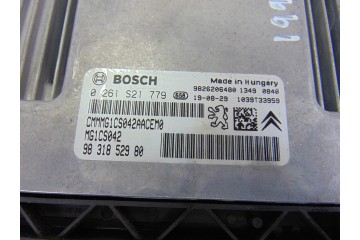 BOSCH
Made in Hungary
0 261 S21 779
9826206480 1349 0840
19-08-29 1039T33959
CMMMG1CS042AACEM0
MG1CS042
98 318 529 80